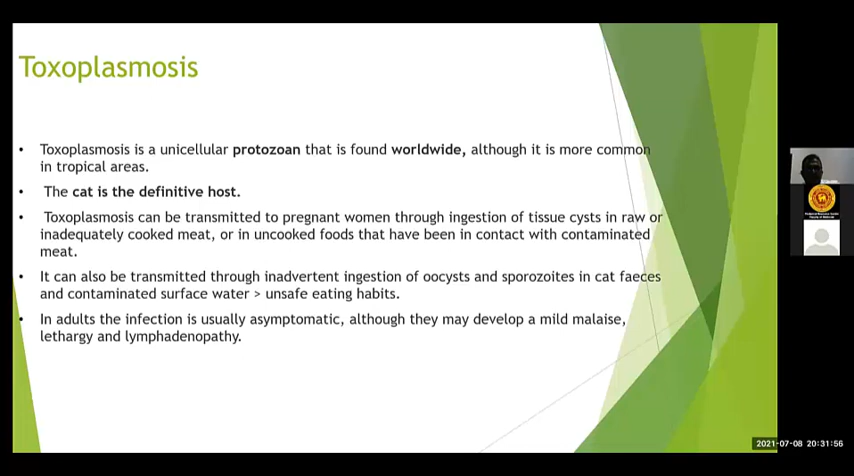 Toxoplasmosis
• Toxoplasmosis is a unicellular protozoan that is found worldwide, although it is more common
in tropical areas.
• The cat is the definitive host.
• Toxoplasmosis can be transmitted to pregnant women through ingestion of tissue cysts in raw or
inadequately cooked meat, or in uncooked foods that have been in contact with contaminated
meat.
• It can also be transmitted through inadvertent ingestion of oocysts and sporozoites in cat faeces
and contaminated surface water > unsafe eating habits.
• In adults the infection is usually asymptomatic, although they may develop a mild malaise,
lethargy and lymphadenopathy.
2021-07-08 20:31:56